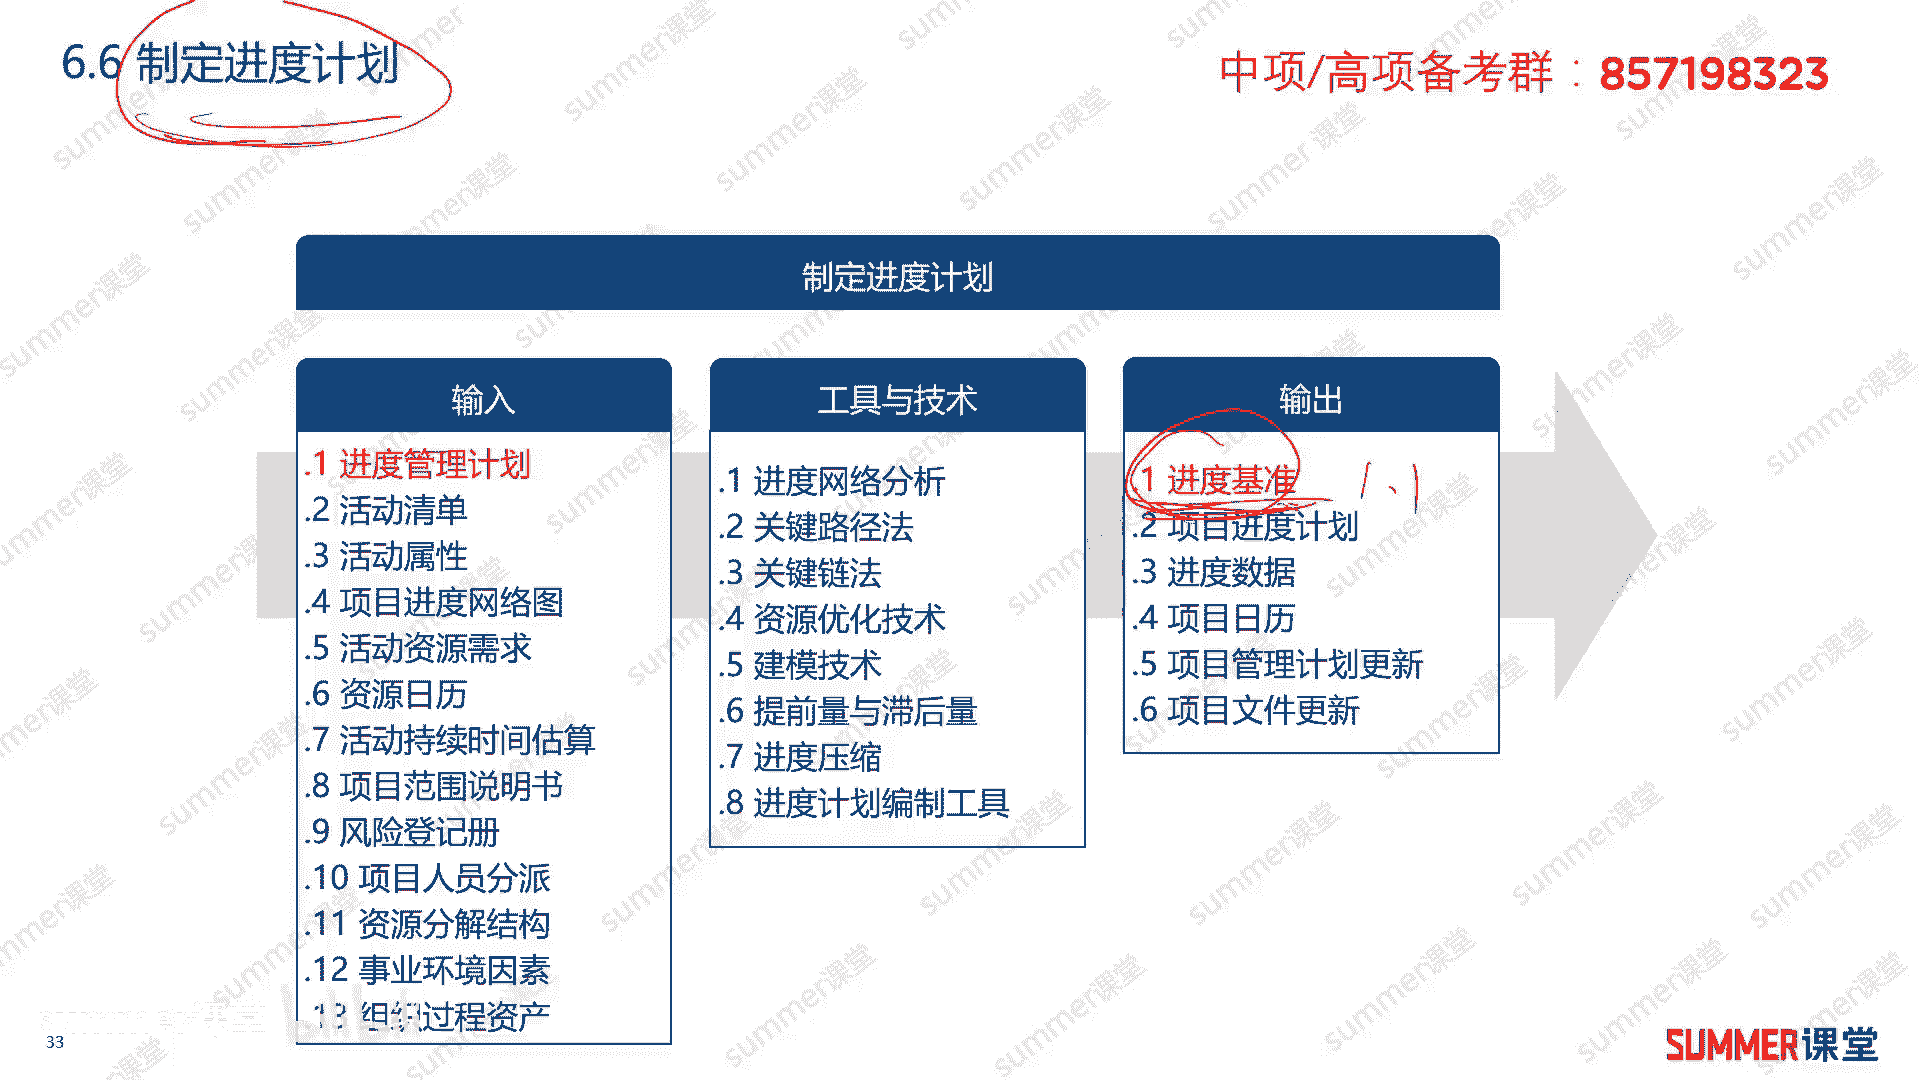 6.6 制定进度计划
中项/高项备考群：857198323
制定进度计划
输入
.1 进度管理计划
.2 活动清单
.3 活动属性
.4 项目进度网络图
.5 活动资源需求
.6 资源日历
.7 活动持续时间估算
.8 项目范围说明书
.9 风险登记册
.10 项目人员分派
.11 资源分解结构
.12 事业环境因素
.13 组织过程资产
工具与技术
.1 进度网络分析
.2 关键路径法
.3 关键链法
.4 资源优化技术
.5 建模技术
.6 提前量与滞后量
.7 进度压缩
.8 进度计划编制工具
输出
.1 进度基准
.2 项目进度计划
.3 进度数据
.4 项目日历
.5 项目管理计划更新
.6 项目文件更新
33
SUMMER课堂
summer课堂